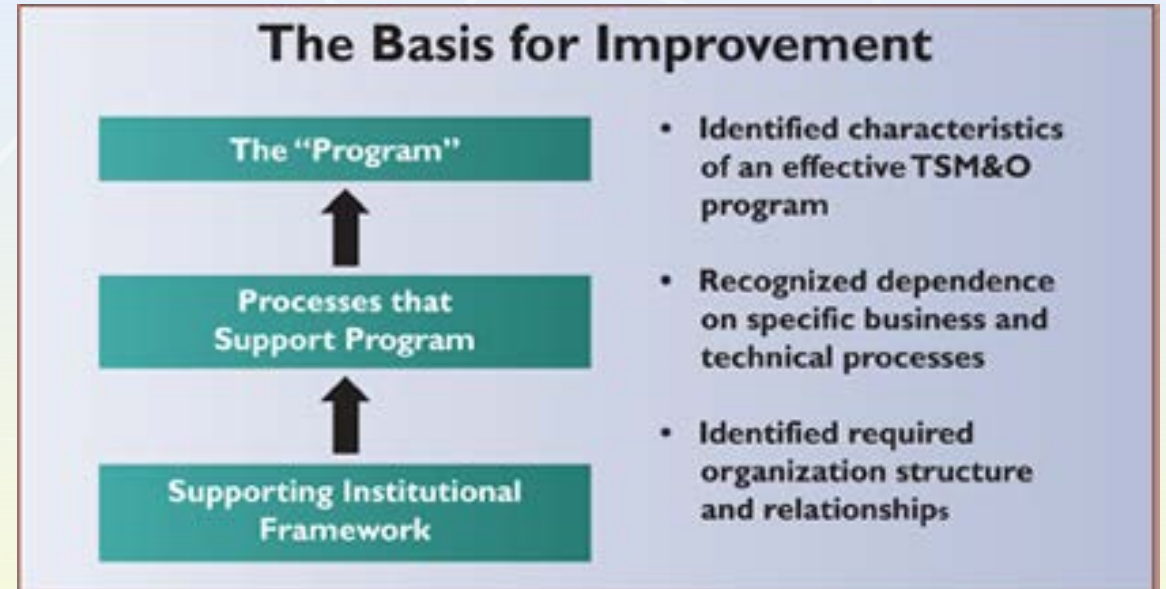 The Basis for Improvement
The “Program”
• Identified characteristics
of an effective TSM&O
program
Processes that
Support Program
• Recognized dependence
on specific business and
technical processes
Supporting Institutional
Framework
• Identified required
organization structure
and relationships